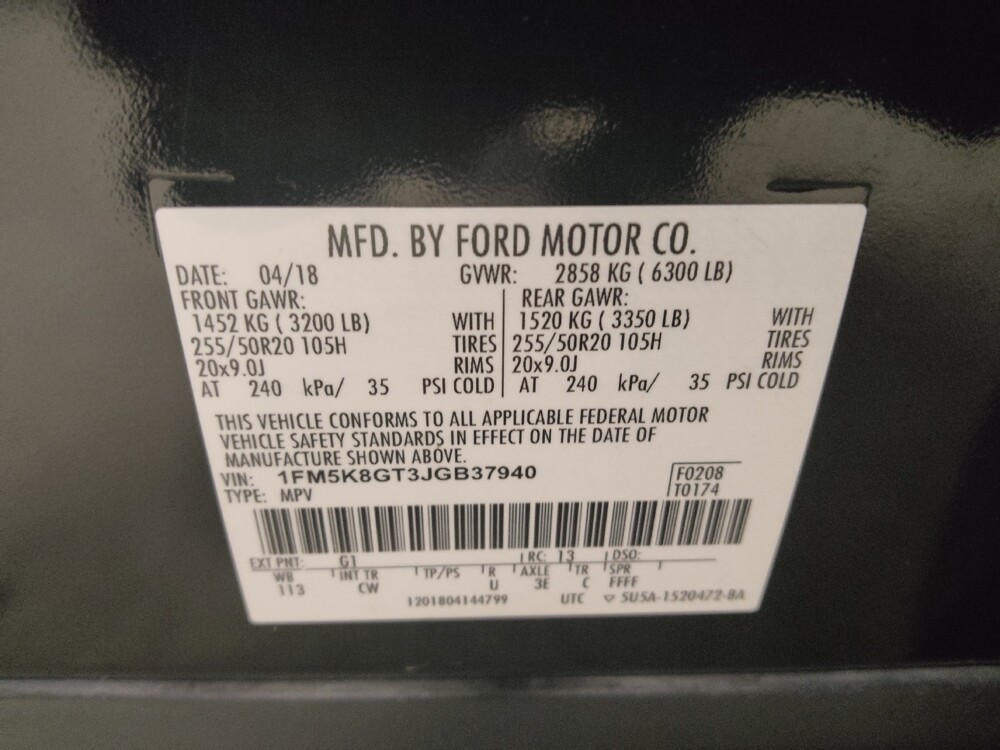 MFD. BY FORD MOTOR CO.
DATE: 04/18 GVWR: 2858 KG ( 6300 LB)
FRONT GAWR: REAR GAWR:
1452 KG ( 3200 LB) WITH 1520 KG ( 3350 LB) WITH
255/50R20 105H TIRES 255/50R20 105H TIRES
20x9.0J RIMS 20x9.0J RIMS
AT 240 kPa/ 35 PSI COLD AT 240 kPa/ 35 PSI COLD
THIS VEHICLE CONFORMS TO ALL APPLICABLE FEDERAL MOTOR
VEHICLE SAFETY STANDARDS IN EFFECT ON THE DATE OF
MANUFACTURE SHOWN ABOVE.
VIN: 1FM5K8GT3JGB37940 F0208
TYPE: MPV T0174
EXT PNT: G1 RC: 13 DSO:
WB INT TR TP/PS R AXLE TR SPR
113 CW U 3E C FFFF
1201804144799 UTC ▽ 5U5A-1520472-BA